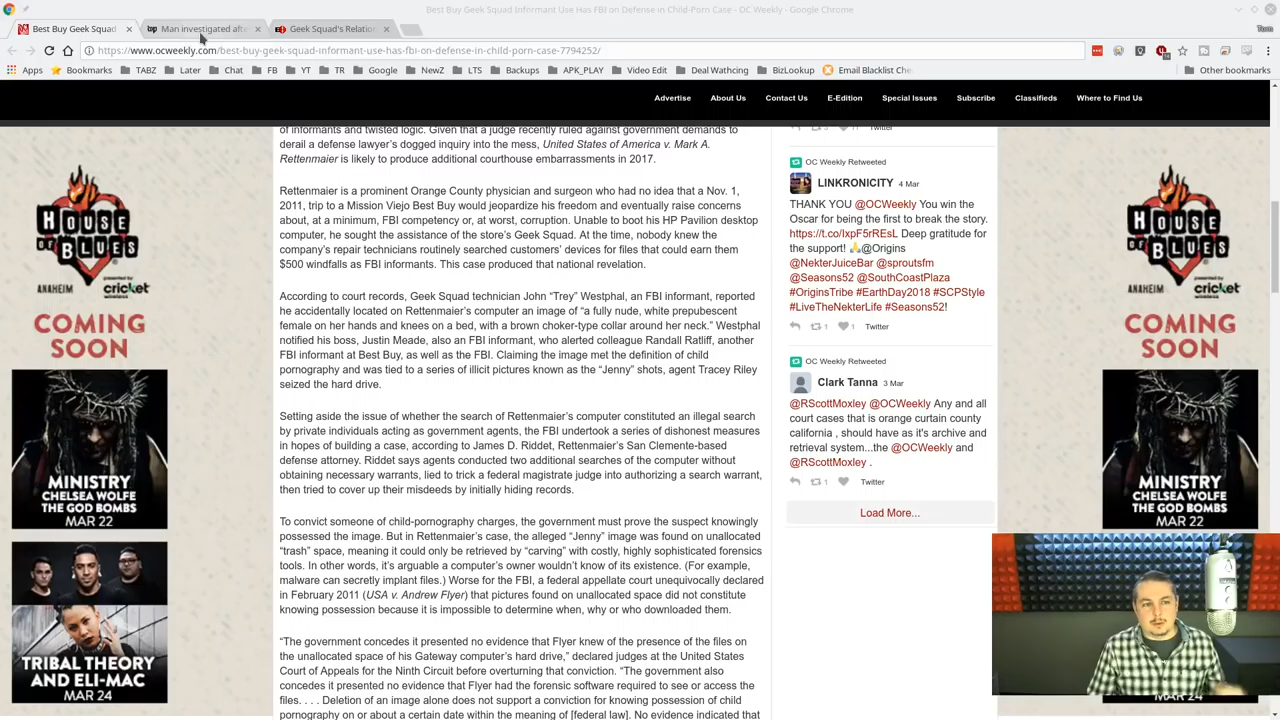 Best Buy Geek Squad Informant Use Has FBI on Defense in Child-Porn Case - OC Weekly - Google Chrome
Best Buy Geek Squad
Man investigated afte
Geek Squad's Relation
Tom
https://www.ocweekly.com/best-buy-geek-squad-informant-use-has-fbi-on-defense-in-child-porn-case-7794252/
Apps
Bookmarks
TABZ
Later
Chat
FB
YT
TR
Google
NewZ
LTS
Backups
APK_PLAY
Video Edit
Deal Wathcing
BizLookup
Email Blacklist Che
Other bookmarks
Advertise
About Us
Contact Us
E-Edition
Special Issues
Subscribe
Classifieds
Where to Find Us
of informants and twisted logic. Given that a judge recently ruled against government demands to
derail a defense lawyer's dogged inquiry into the mess, United States of America v. Mark A.
Rettenmaier is likely to produce additional courthouse embarrassments in 2017.
Rettenmaier is a prominent Orange County physician and surgeon who had no idea that a Nov. 1,
2011, trip to a Mission Viejo Best Buy would jeopardize his freedom and eventually raise concerns
about, at a minimum, FBI competency or, at worst, corruption. Unable to boot his HP Pavilion desktop
computer, he sought the assistance of the store's Geek Squad. At the time, nobody knew the
company's repair technicians routinely searched customers' devices for files that could earn them
$500 windfalls as FBI informants. This case produced that national revelation.
According to court records, Geek Squad technician John “Trey” Westphal, an FBI informant, reported
he accidentally located on Rettenmaier's computer an image of “a fully nude, white prepubescent
female on her hands and knees on a bed, with a brown choker-type collar around her neck.” Westphal
notified his boss, Justin Meade, also an FBI informant, who alerted colleague Randall Ratliff, another
FBI informant at Best Buy, as well as the FBI. Claiming the image met the definition of child
pornography and was tied to a series of illicit pictures known as the “Jenny” shots, agent Tracey Riley
seized the hard drive.
Setting aside the issue of whether the search of Rettenmaier's computer constituted an illegal search
by private individuals acting as government agents, the FBI undertook a series of dishonest measures
in hopes of building a case, according to James D. Riddet, Rettenmaier's San Clemente-based
defense attorney. Riddet says agents conducted two additional searches of the computer without
obtaining necessary warrants, lied to trick a federal magistrate judge into authorizing a search warrant,
then tried to cover up their misdeeds by initially hiding records.
To convict someone of child-pornography charges, the government must prove the suspect knowingly
possessed the image. But in Rettenmaier's case, the alleged “Jenny” image was found on unallocated
“trash” space, meaning it could only be retrieved by “carving” with costly, highly sophisticated forensics
tools. In other words, it's arguable a computer's owner wouldn't know of its existence. (For example,
malware can secretly implant files.) Worse for the FBI, a federal appellate court unequivocally declared
in February 2011 (USA v. Andrew Flyer) that pictures found on unallocated space did not constitute
knowing possession because it is impossible to determine when, why or who downloaded them.
“The government concedes it presented no evidence that Flyer knew of the presence of the files on
the unallocated space of his Gateway computer's hard drive,” declared judges at the United States
Court of Appeals for the Ninth Circuit before overturning that conviction. “The government also
concedes it presented no evidence that Flyer had the forensic software required to see or access the
files. . . . Deletion of an image alone does not support a conviction for knowing possession of child
pornography on or about a certain date within the meaning of [federal law]. No evidence indicated that
Twitter
OC Weekly Retweeted
LINKRONICITY 4 Mar
THANK YOU @OCWeekly You win the
Oscar for being the first to break the story.
https://t.co/IxpF5rREsL Deep gratitude for
the support! 🙏@Origins
@NekterJuiceBar @sproutsfm
@Seasons52 @SouthCoastPlaza
#OriginsTribe #EarthDay2018 #SCPStyle
#LiveTheNekterLife #Seasons52!
1 1 Twitter
OC Weekly Retweeted
Clark Tanna 3 Mar
@RScottMoxley @OCWeekly Any and all
court cases that is orange curtain county
california , should have as it's archive and
retrieval system...the @OCWeekly and
@RScottMoxley .
1 Twitter
Load More...
HOUSE
OF BLUES
ANAHEIM
presented by
cricket
wireless
COMING
SOON
MINISTRY
CHELSEA WOLFE
THE GOD BOMBS
MAR 22
TRIBAL THEORY
AND ELI-MAC
MAR 24
HOUSE
OF BLUES
ANAHEIM
presented by
cricket
wireless
COMING
SOON
MINISTRY
CHELSEA WOLFE
THE GOD BOMBS
MAR 22